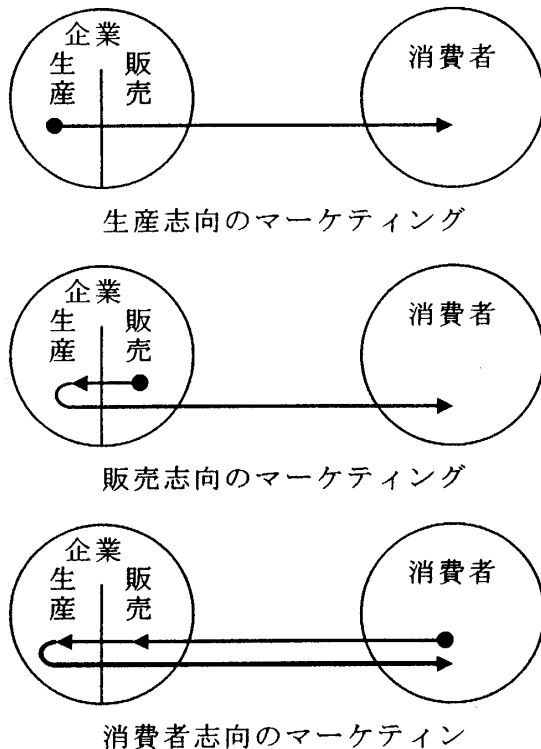 企業
生産
販売
消費者
生産志向のマーケティング
企業
生産
販売
消費者
販売志向のマーケティング
企業
生産
販売
消費者
消費者志向のマーケティン